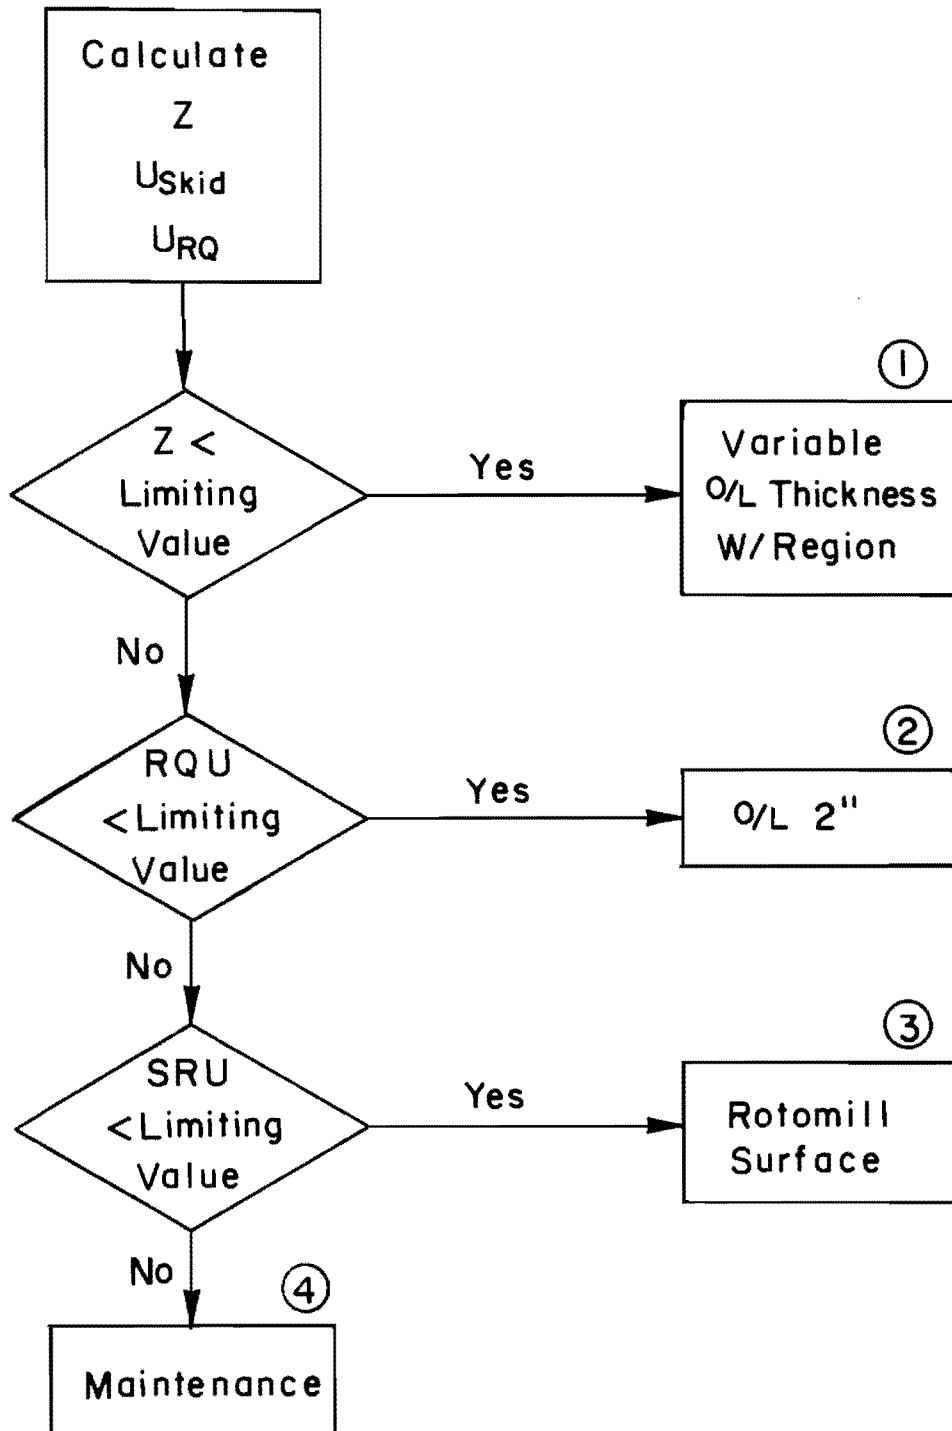 Calculate
Z
USkid
URQ
Z <
Limiting
Value
Yes
①
Variable
O/L Thickness
W/Region
No
RQU
<Limiting
Value
Yes
②
O/L 2"
No
SRU
<Limiting
Value
Yes
③
Rotomill
Surface
No
④
Maintenance